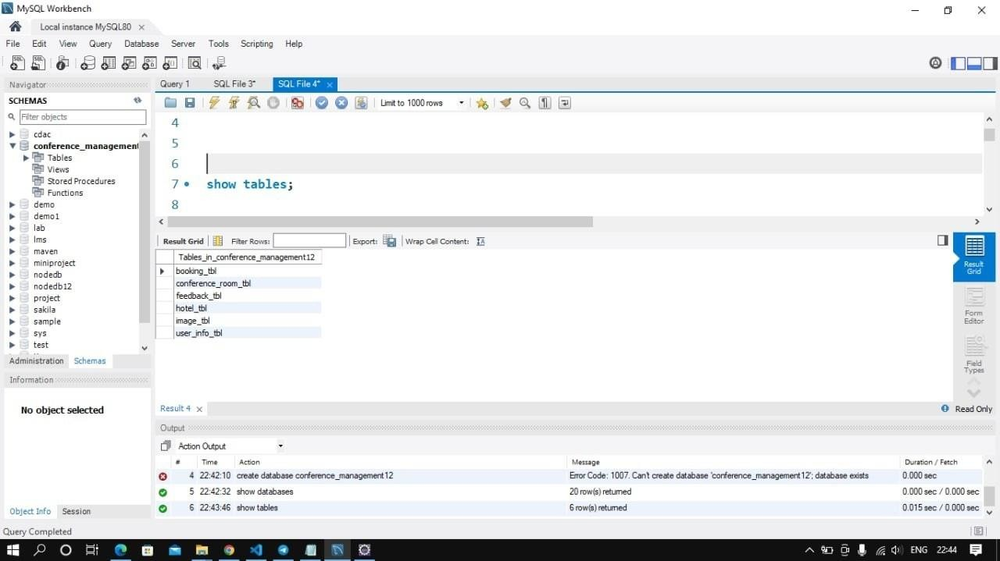 MySQL Workbench
Local instance MySQL80
File Edit View Query Database Server Tools Scripting Help
Navigator
SCHEMAS
Filter objects
cdac
conference_management
Tables
Views
Stored Procedures
Functions
demo
demo1
lab
lms
maven
miniproject
nodedb
nodedb12
project
sakila
sample
sys
test
Administration Schemas
Information
No object selected
Object Info Session
Query 1 SQL File 3* SQL File 4*
Limit to 1000 rows
4
5
6
7 show tables;
8
Result Grid Filter Rows: Export: Wrap Cell Content:
Tables_in_conference_management12
booking_tbl
conference_room_tbl
feedback_tbl
hotel_tbl
image_tbl
user_info_tbl
Result Grid
Form Editor
Field Types
Result 4 Read Only
Output
Action Output
# Time Action Message Duration / Fetch
4 22:42:10 create database conference_management12 Error Code: 1007. Can't create database 'conference_management12'; database exists 0.000 sec
5 22:42:32 show databases 20 row(s) returned 0.000 sec / 0.000 sec
6 22:43:46 show tables 6 row(s) returned 0.015 sec / 0.000 sec
Query Completed
ENG 22:44